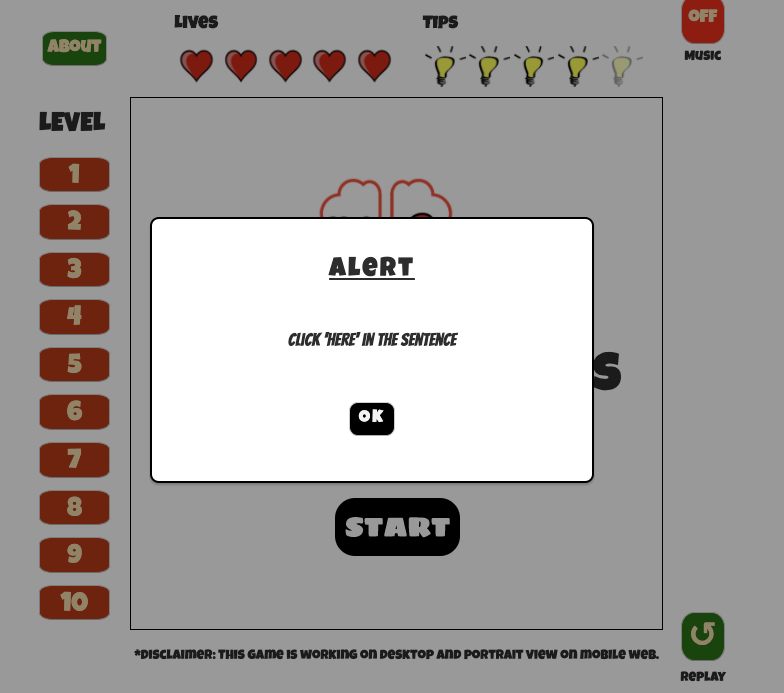 ABOUT
Lives
Tips
OFF
Music
LEVEL
1
2
3
4
5
6
7
8
9
10
Alert
CLICK 'HERE' IN THE SENTENCE
OK
START
*Disclaimer: This game is working on desktop and portrait view on mobile web.
Replay